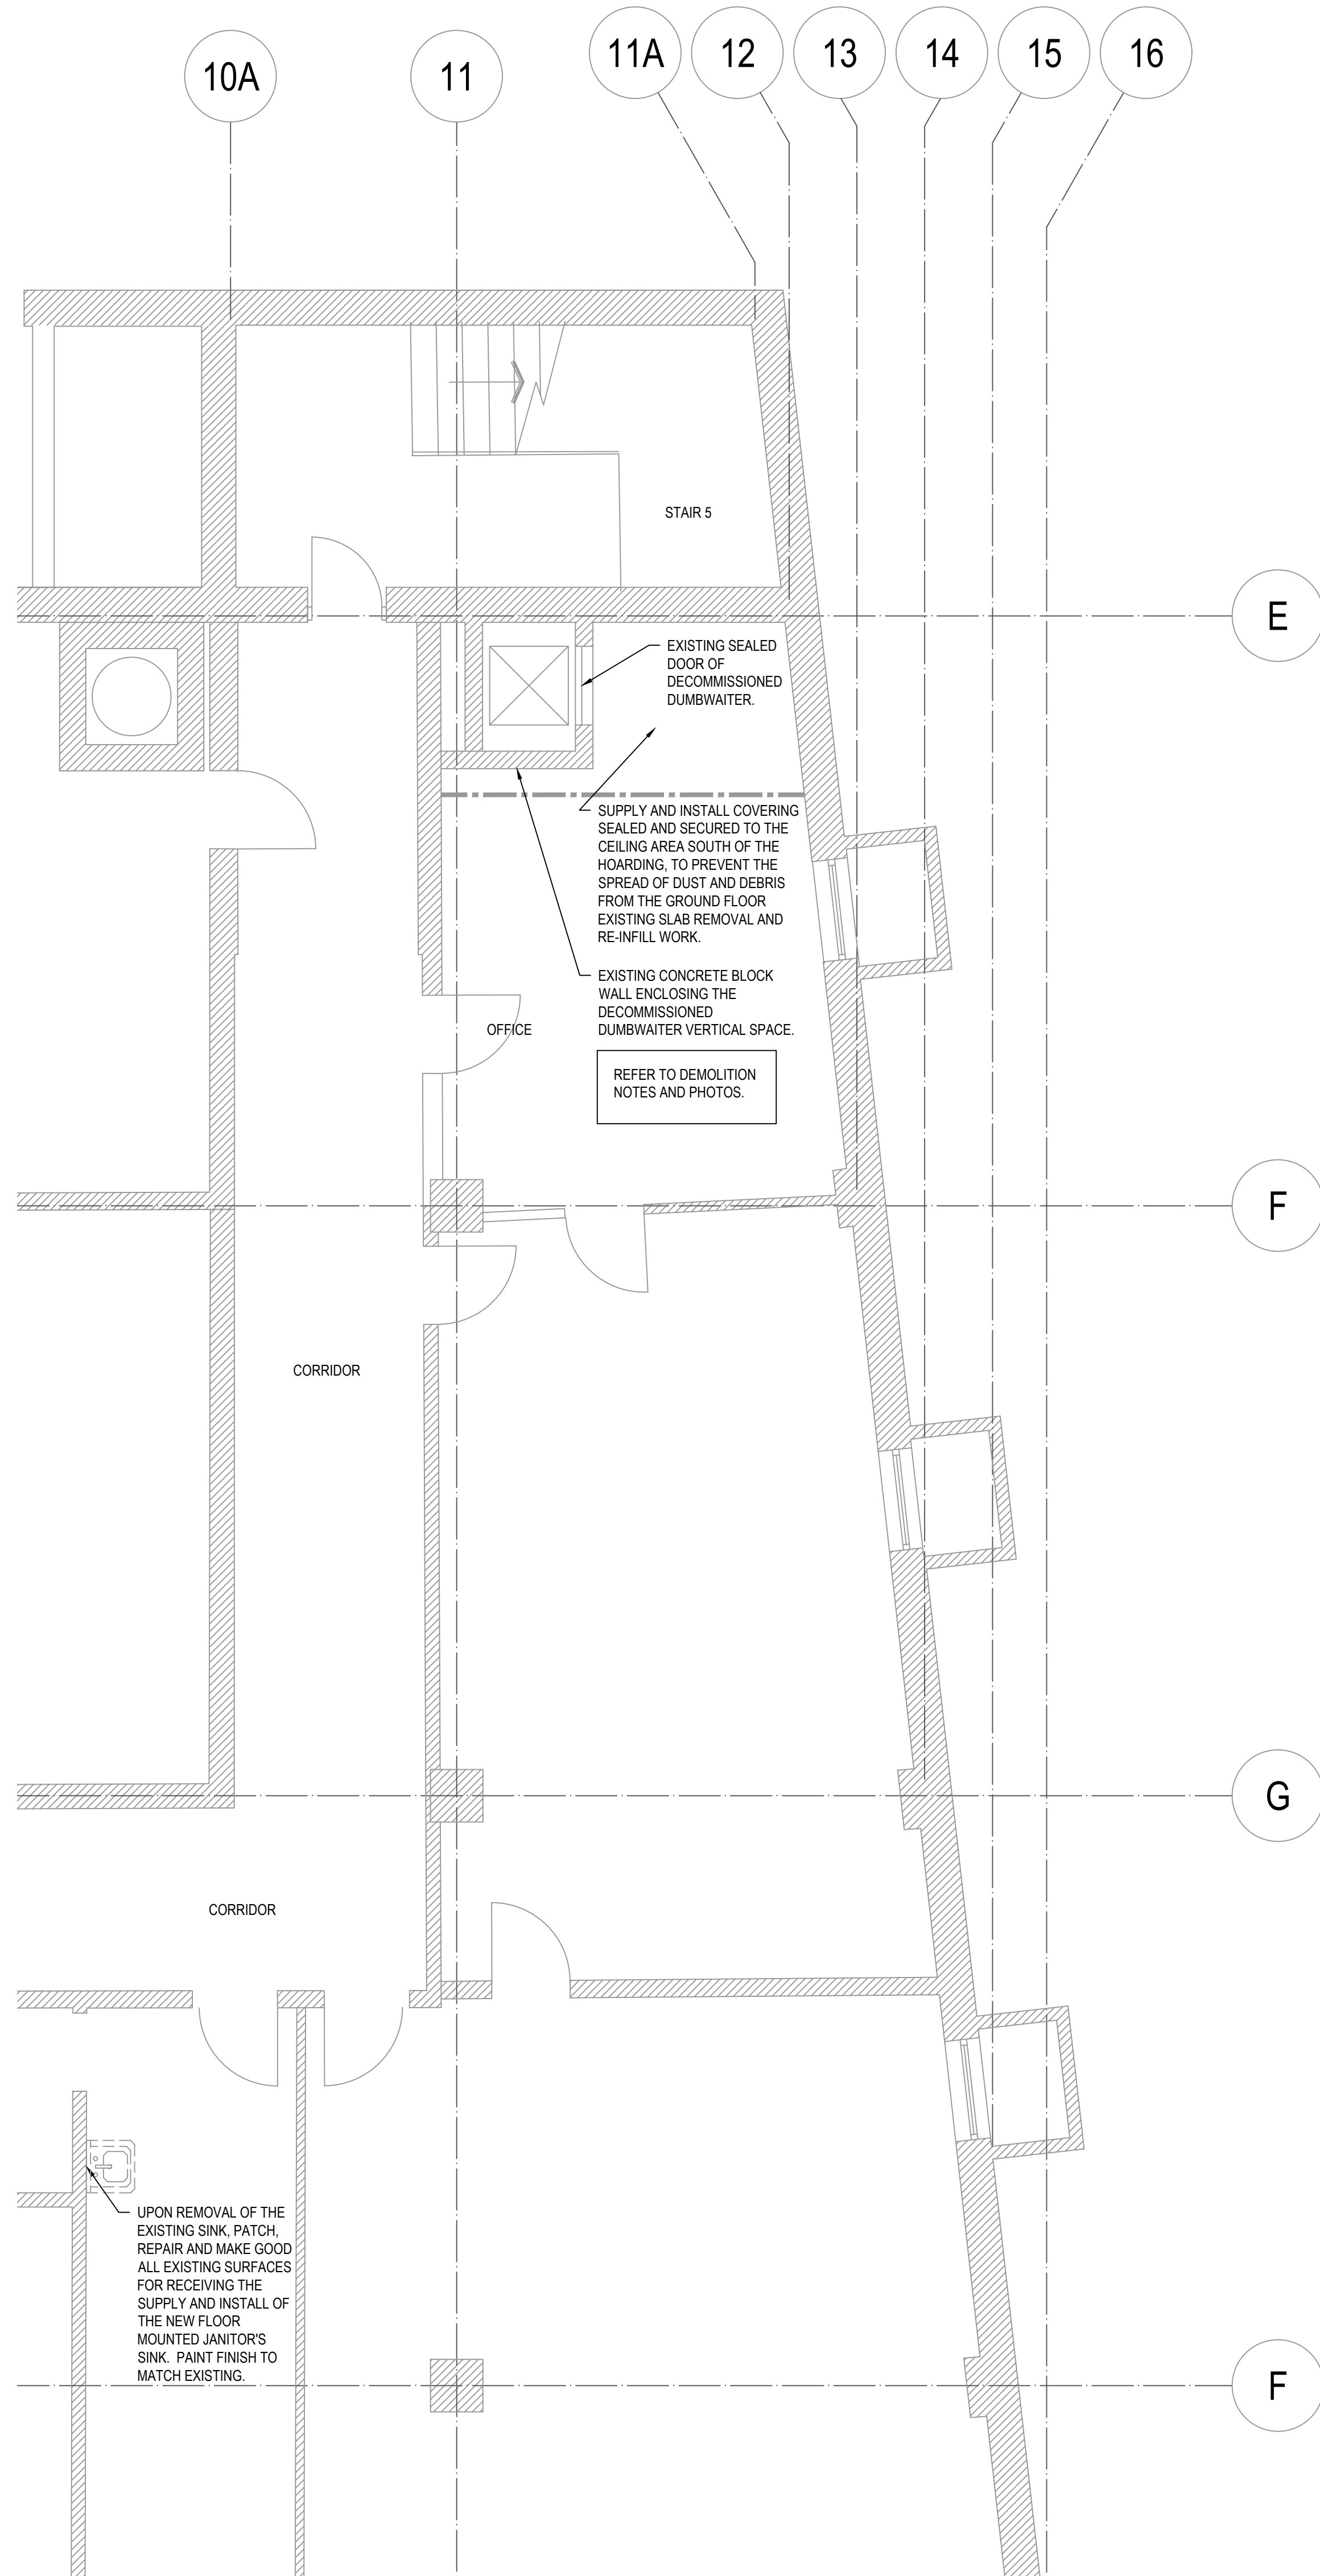 10A
11
11A
12
13
14
15
16
STAIR 5
E
EXISTING SEALED
DOOR OF
DECOMMISSIONED
DUMBWAITER.
SUPPLY AND INSTALL COVERING
SEALED AND SECURED TO THE
CEILING AREA SOUTH OF THE
HOARDING, TO PREVENT THE
SPREAD OF DUST AND DEBRIS
FROM THE GROUND FLOOR
EXISTING SLAB REMOVAL AND
RE-INFILL WORK.
EXISTING CONCRETE BLOCK
WALL ENCLOSING THE
DECOMMISSIONED
DUMBWAITER VERTICAL SPACE.
OFFICE
REFER TO DEMOLITION
NOTES AND PHOTOS.
F
CORRIDOR
G
CORRIDOR
UPON REMOVAL OF THE
EXISTING SINK, PATCH,
REPAIR AND MAKE GOOD
ALL EXISTING SURFACES
FOR RECEIVING THE
SUPPLY AND INSTALL OF
THE NEW FLOOR
MOUNTED JANITOR'S
SINK. PAINT FINISH TO
MATCH EXISTING.
F